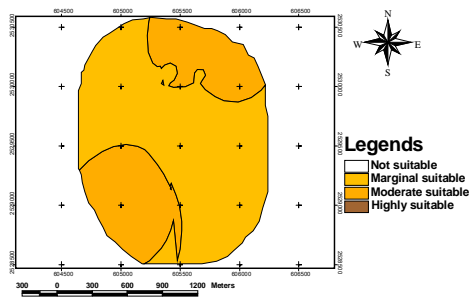 604500 605000 605500 606000 606500
N
W E
S
Legends
Not suitable
Marginal suitable
Moderate suitable
Highly suitable
604500 605000 605500 606000 606500
300 0 300 600 900 1200 Meters